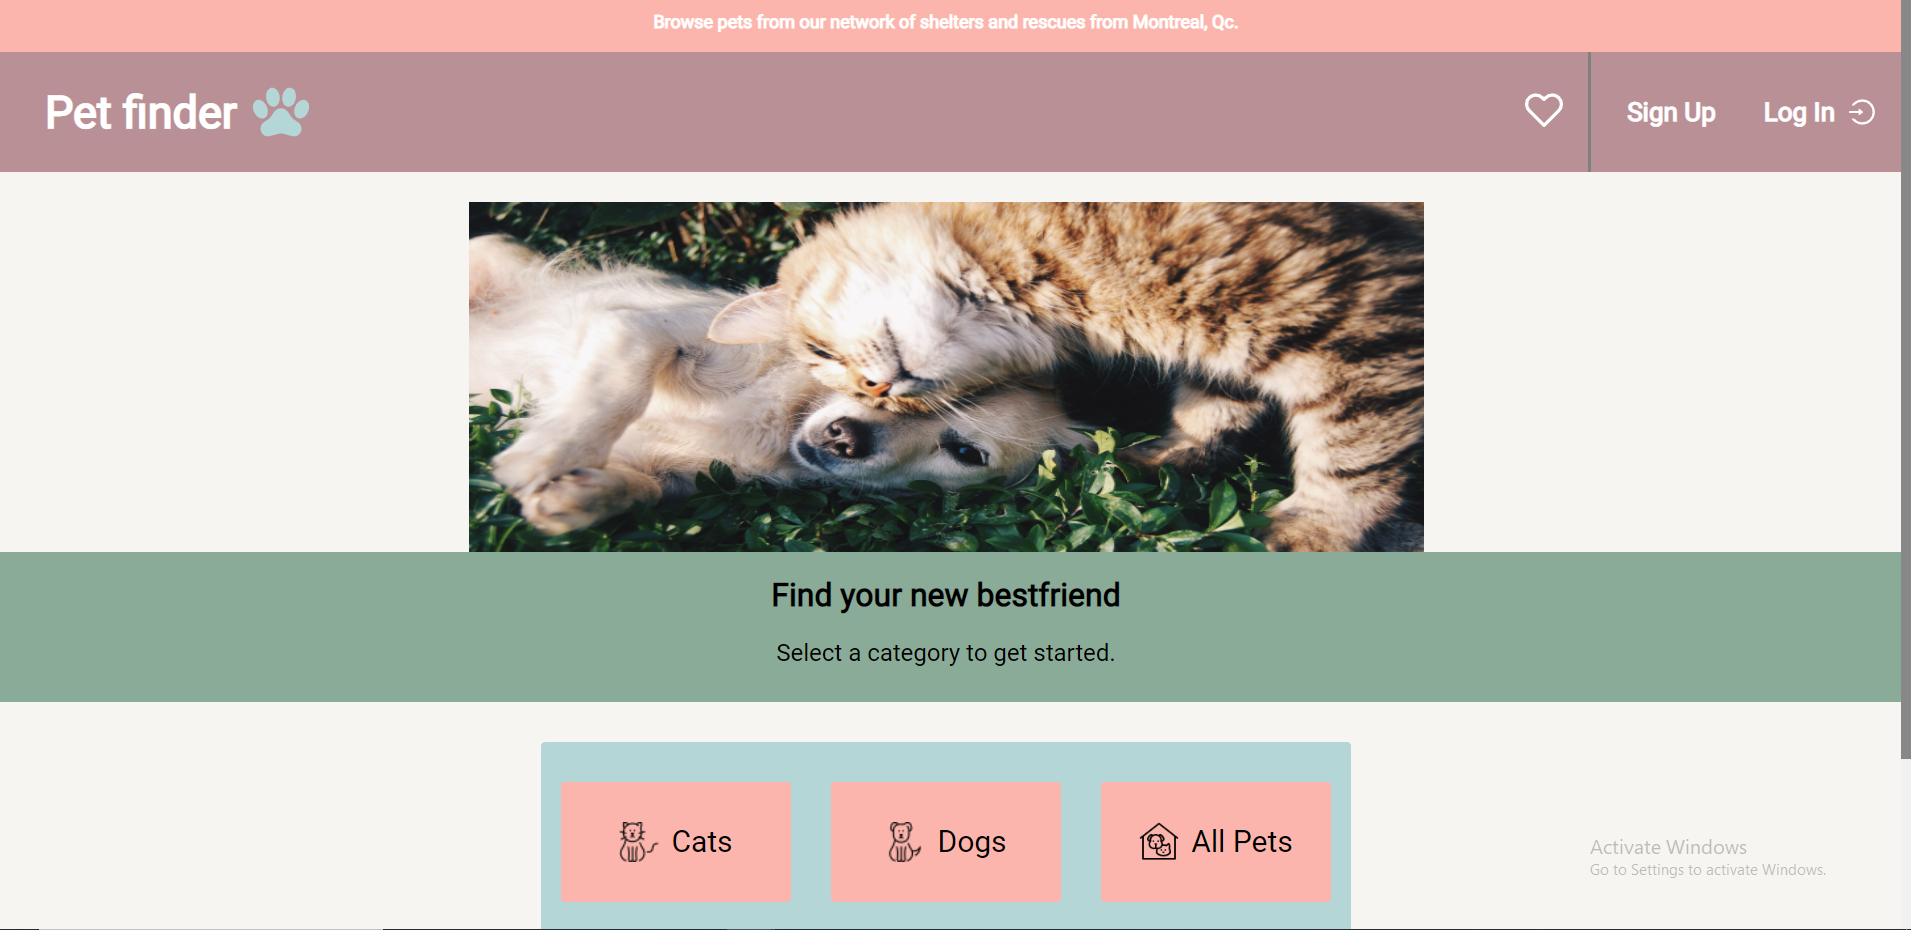 Browse pets from our network of shelters and rescues from Montreal, Qc.
Pet finder
Sign Up
Log In
Find your new bestfriend
Select a category to get started.
Cats
Dogs
All Pets
Activate Windows
Go to Settings to activate Windows.